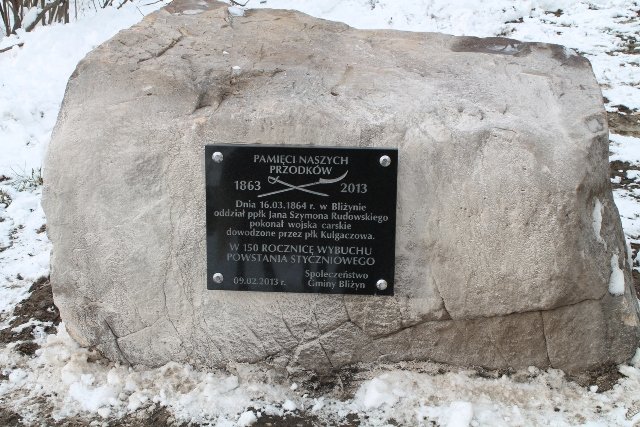 PAMIĘCI NASZYCH
PRZODKÓW
1863 2013
Dnia 16.03.1864 r. w Bliżynie
oddział ppłk Jana Szymona Rudowskiego
pokonał wojska carskie
dowodzone przez płk Kulgaczowa.
W 150 ROCZNICĘ WYBUCHU
POWSTANIA STYCZNIOWEGO
Społeczeństwo
09.02.2013 r. Gminy Bliżyn